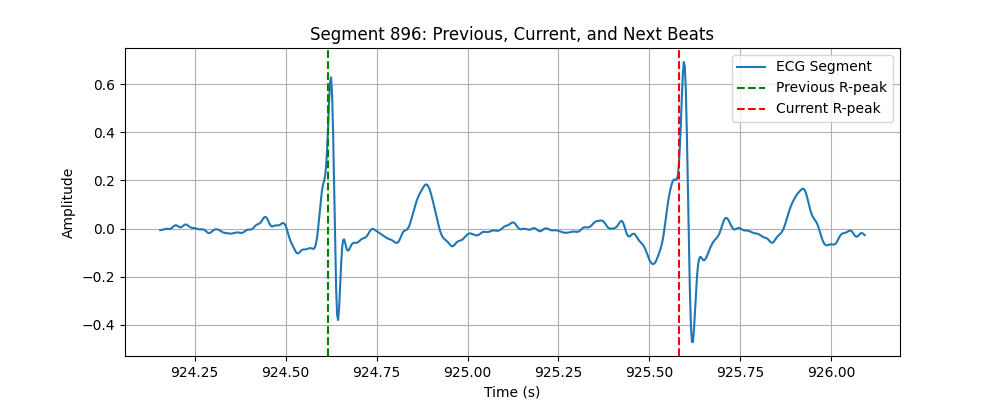 Segment 896: Previous, Current, and Next Beats
ECG Segment
Previous R-peak
Current R-peak
Amplitude
0.6
0.4
0.2
0.0
−0.2
−0.4
924.25 924.50 924.75 925.00 925.25 925.50 925.75 926.00
Time (s)